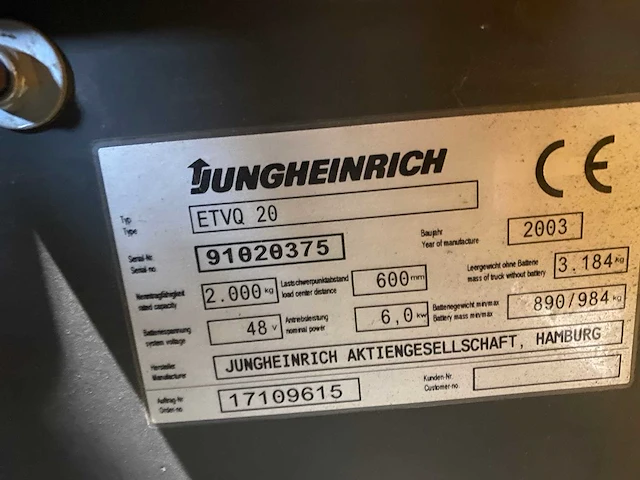 JUNGHEINRICH CE
Typ
Type ETVQ 20
Baujahr
Year of manufacture 2003
Serial-Nr.
Serial-no. 91020375
Nenntragfähigkeit
rated capacity 2.000 kg
Lastschwerpunktabstand
load center distance 600 mm
Leergewicht ohne Batterie
mass of truck without battery 3.184 kg
Batteriespannung
system voltage 48 V
Antriebsleistung
nominal power 6,0 kw
Batteriegewicht min/max
Battery mass min/max 890/984 kg
Hersteller
Manufacturer JUNGHEINRICH AKTIENGESELLSCHAFT, HAMBURG
Auftrag-Nr
Order-no 17109615
Kunden-Nr.
Customer-no.